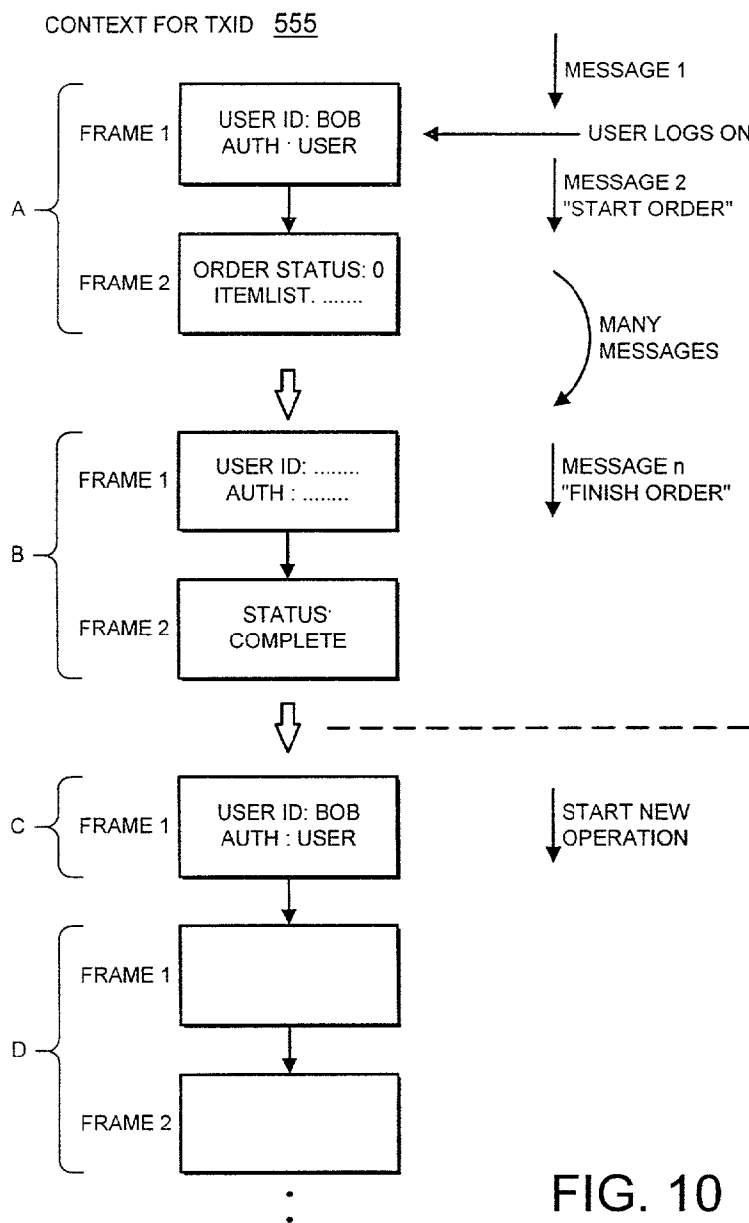 CONTEXT FOR TXID 555
MESSAGE 1
FRAME 1
USER ID: BOB
AUTH : USER
USER LOGS ON
A
MESSAGE 2
"START ORDER"
FRAME 2
ORDER STATUS: 0
ITEMLIST. .......
MANY
MESSAGES
FRAME 1
USER ID: ........
AUTH : ........
MESSAGE n
"FINISH ORDER"
B
FRAME 2
STATUS:
COMPLETE
C
FRAME 1
USER ID: BOB
AUTH : USER
START NEW
OPERATION
FRAME 1
D
FRAME 2
FIG. 10